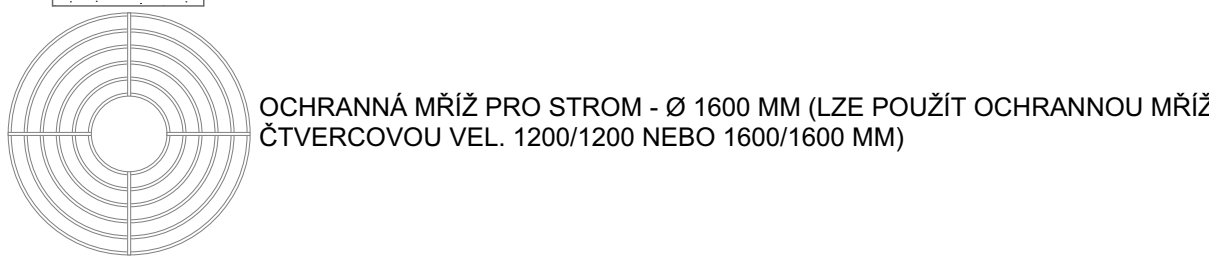 OCHRANNÁ MŘÍŽ PRO STROM - Ø 1600 MM (LZE POUŽÍT OCHRANNOU MŘÍŽ
ČTVERCOVOU VEL. 1200/1200 NEBO 1600/1600 MM)